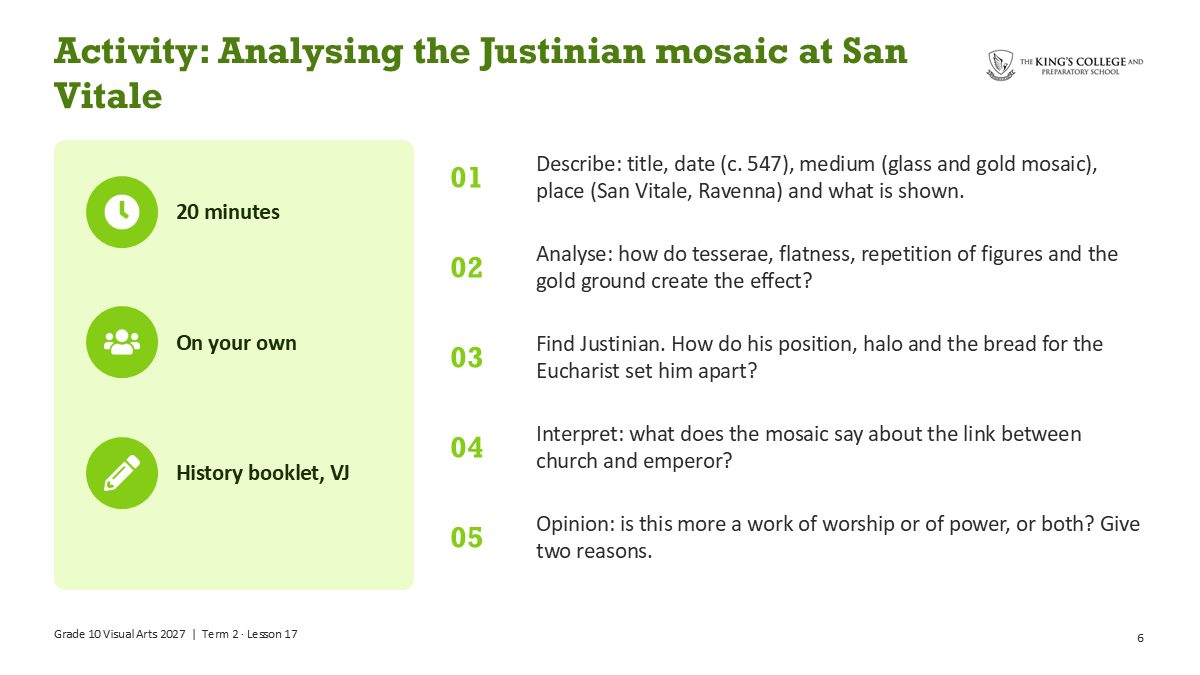 Activity: Analysing the Justinian mosaic at San
Vitale
THE KING'S COLLEGE AND
PREPARATORY SCHOOL
20 minutes
On your own
History booklet, VJ
01
Describe: title, date (c. 547), medium (glass and gold mosaic),
place (San Vitale, Ravenna) and what is shown.
02
Analyse: how do tesserae, flatness, repetition of figures and the
gold ground create the effect?
03
Find Justinian. How do his position, halo and the bread for the
Eucharist set him apart?
04
Interpret: what does the mosaic say about the link between
church and emperor?
05
Opinion: is this more a work of worship or of power, or both? Give
two reasons.
Grade 10 Visual Arts 2027 | Term 2 · Lesson 17
6